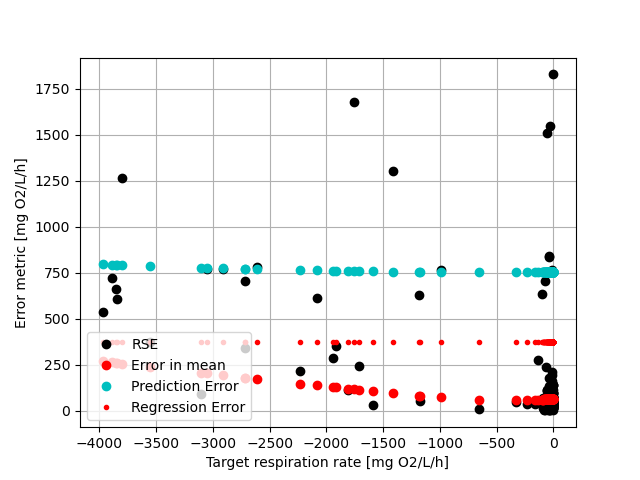 Error metric [mg O2/L/h]
1750
1500
1250
1000
750
500
250
0
RSE
Error in mean
Prediction Error
Regression Error
−4000 −3500 −3000 −2500 −2000 −1500 −1000 −500 0
Target respiration rate [mg O2/L/h]